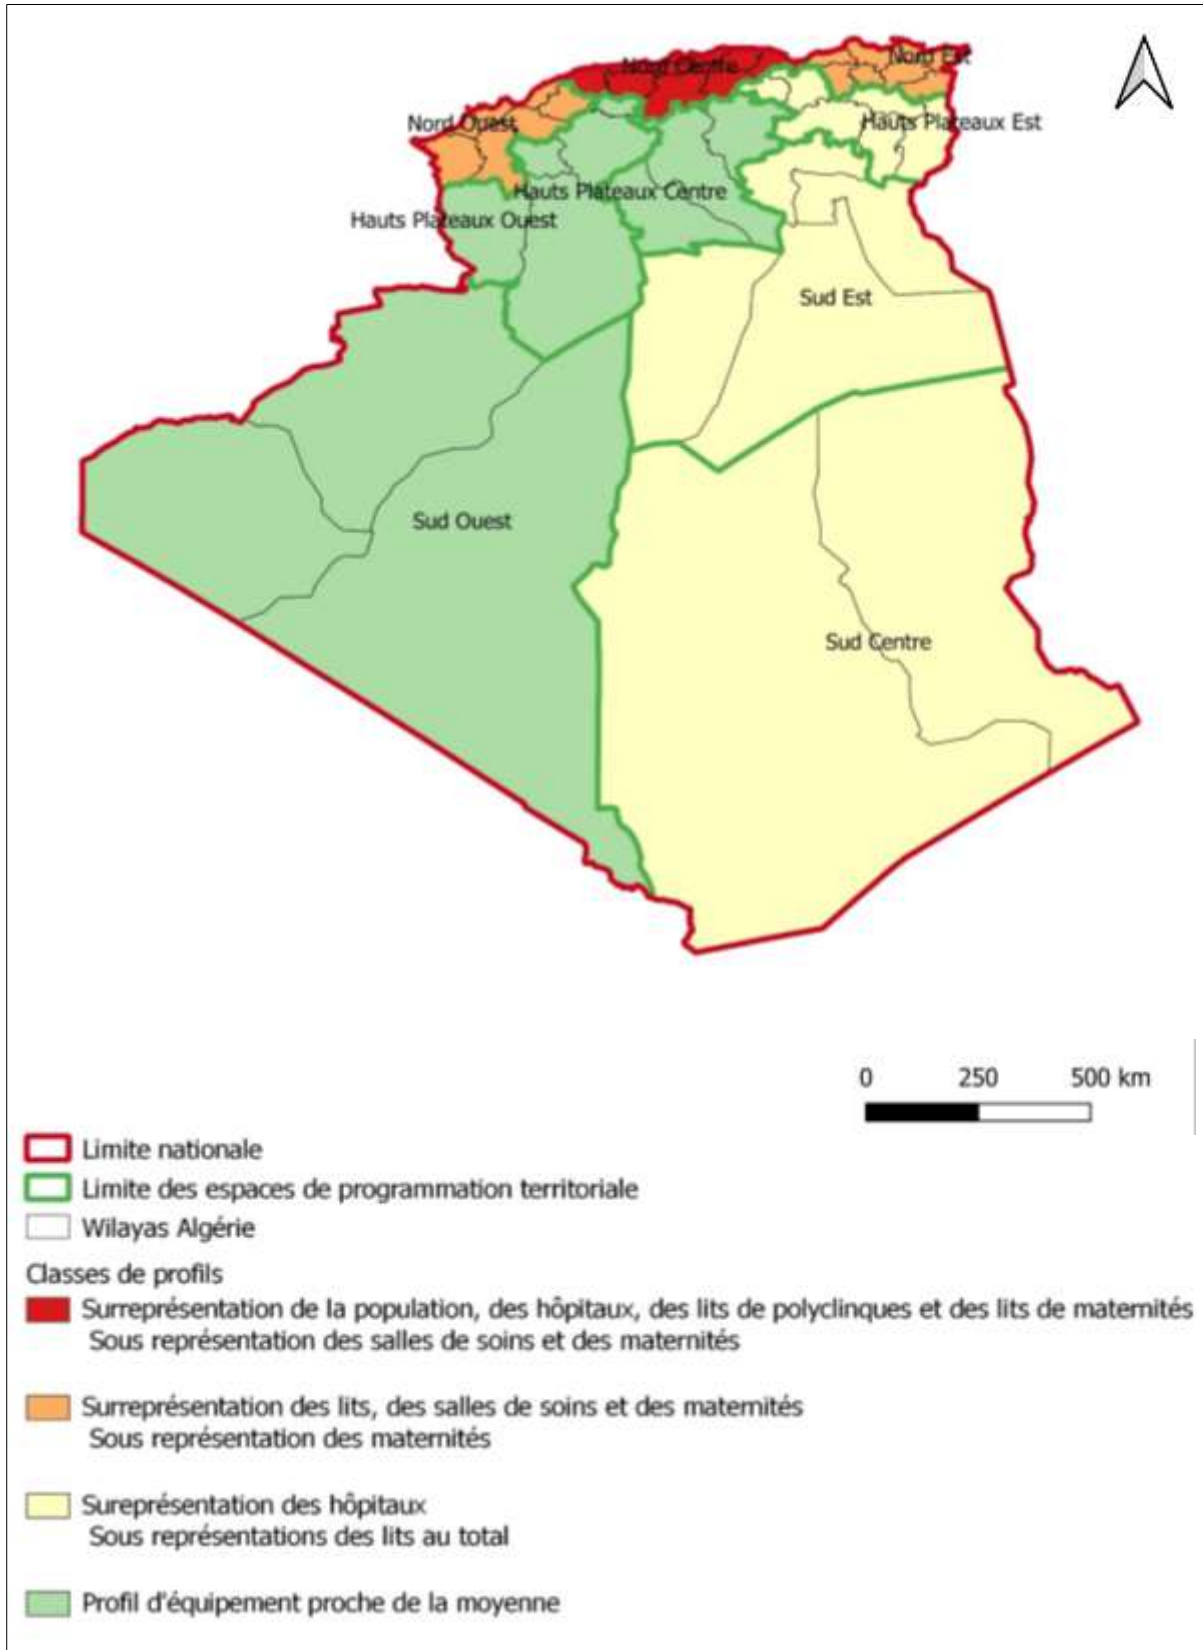 Nord Centre
Nord Est
Nord Ouest
Hauts Plateaux Est
Hauts Plateaux Centre
Hauts Plateaux Ouest
Sud Est
Sud Ouest
Sud Centre
0 250 500 km
Limite nationale
Limite des espaces de programmation territoriale
Wilayas Algérie
Classes de profils
Surreprésentation de la population, des hôpitaux, des lits de polyclinques et des lits de maternités
Sous représentation des salles de soins et des maternités
Surreprésentation des lits, des salles de soins et des maternités
Sous représentation des maternités
Sureprésentation des hôpitaux
Sous représentations des lits au total
Profil d'équipement proche de la moyenne